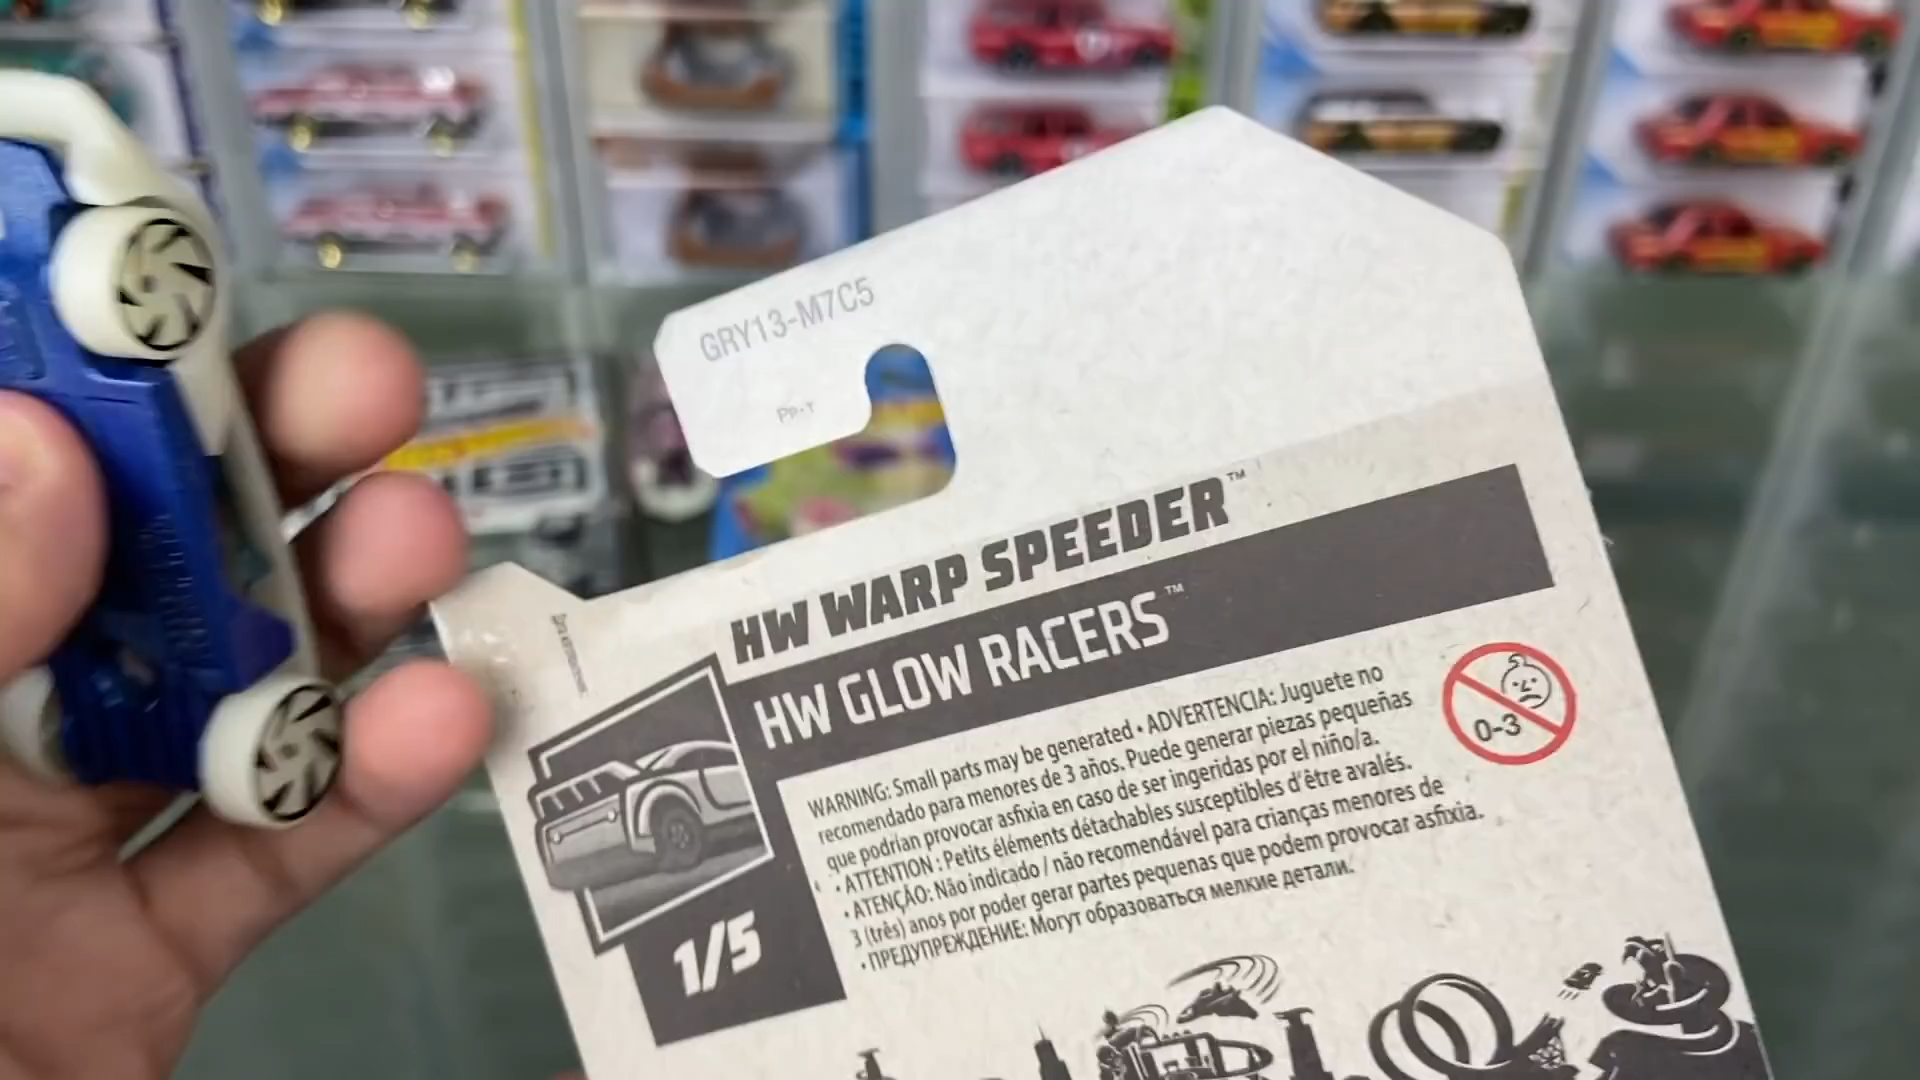 GRY13-M7C5
PP-T
HW WARP SPEEDER™
HW GLOW RACERS™
WARNING: Small parts may be generated • ADVERTENCIA: Juguete no
recomendado para menores de 3 años. Puede generar piezas pequeñas
que podrían provocar asfixia en caso de ser ingeridas por el niño/a.
• ATTENTION : Petits éléments détachables susceptibles d'être avalés.
• ATENÇÃO: Não indicado / não recomendável para crianças menores de
3 (três) anos por poder gerar partes pequenas que podem provocar asfixia.
• ПРЕДУПРЕЖДЕНИЕ: Могут образоваться мелкие детали.
0-3
1/5